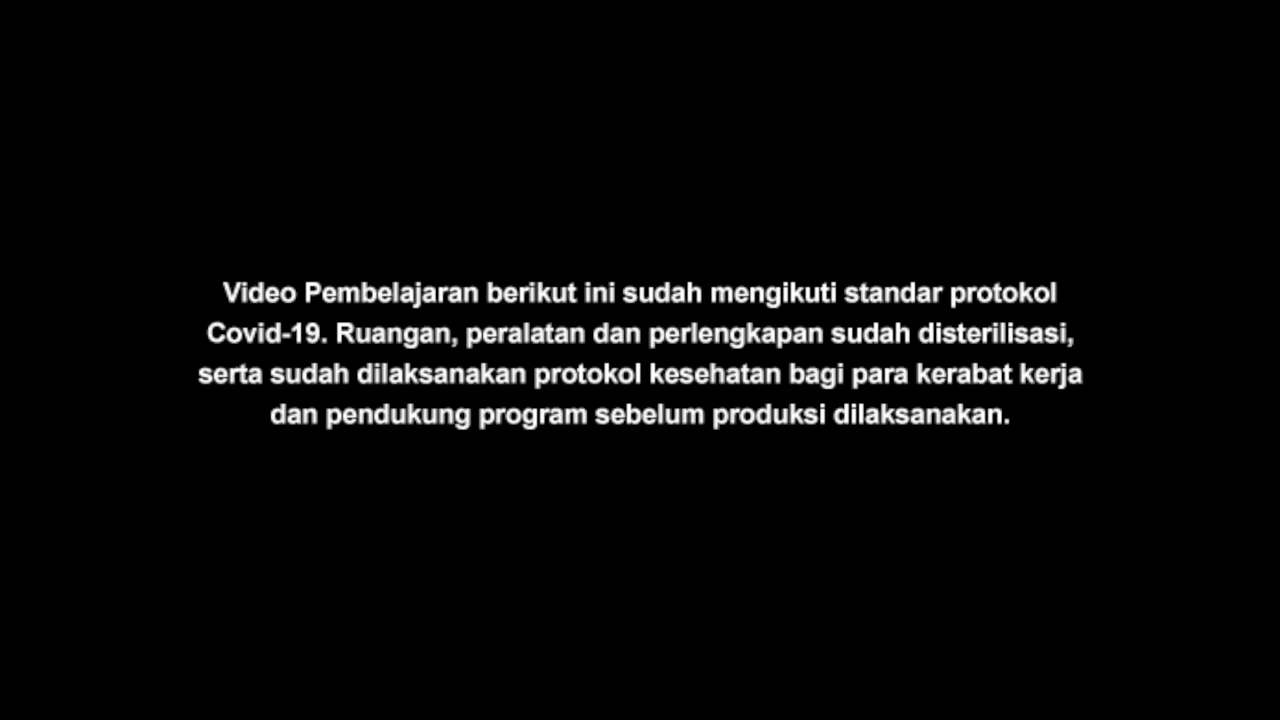 Video Pembelajaran berikut ini sudah mengikuti standar protokol
Covid-19. Ruangan, peralatan dan perlengkapan sudah disterilisasi,
serta sudah dilaksanakan protokol kesehatan bagi para kerabat kerja
dan pendukung program sebelum produksi dilaksanakan.